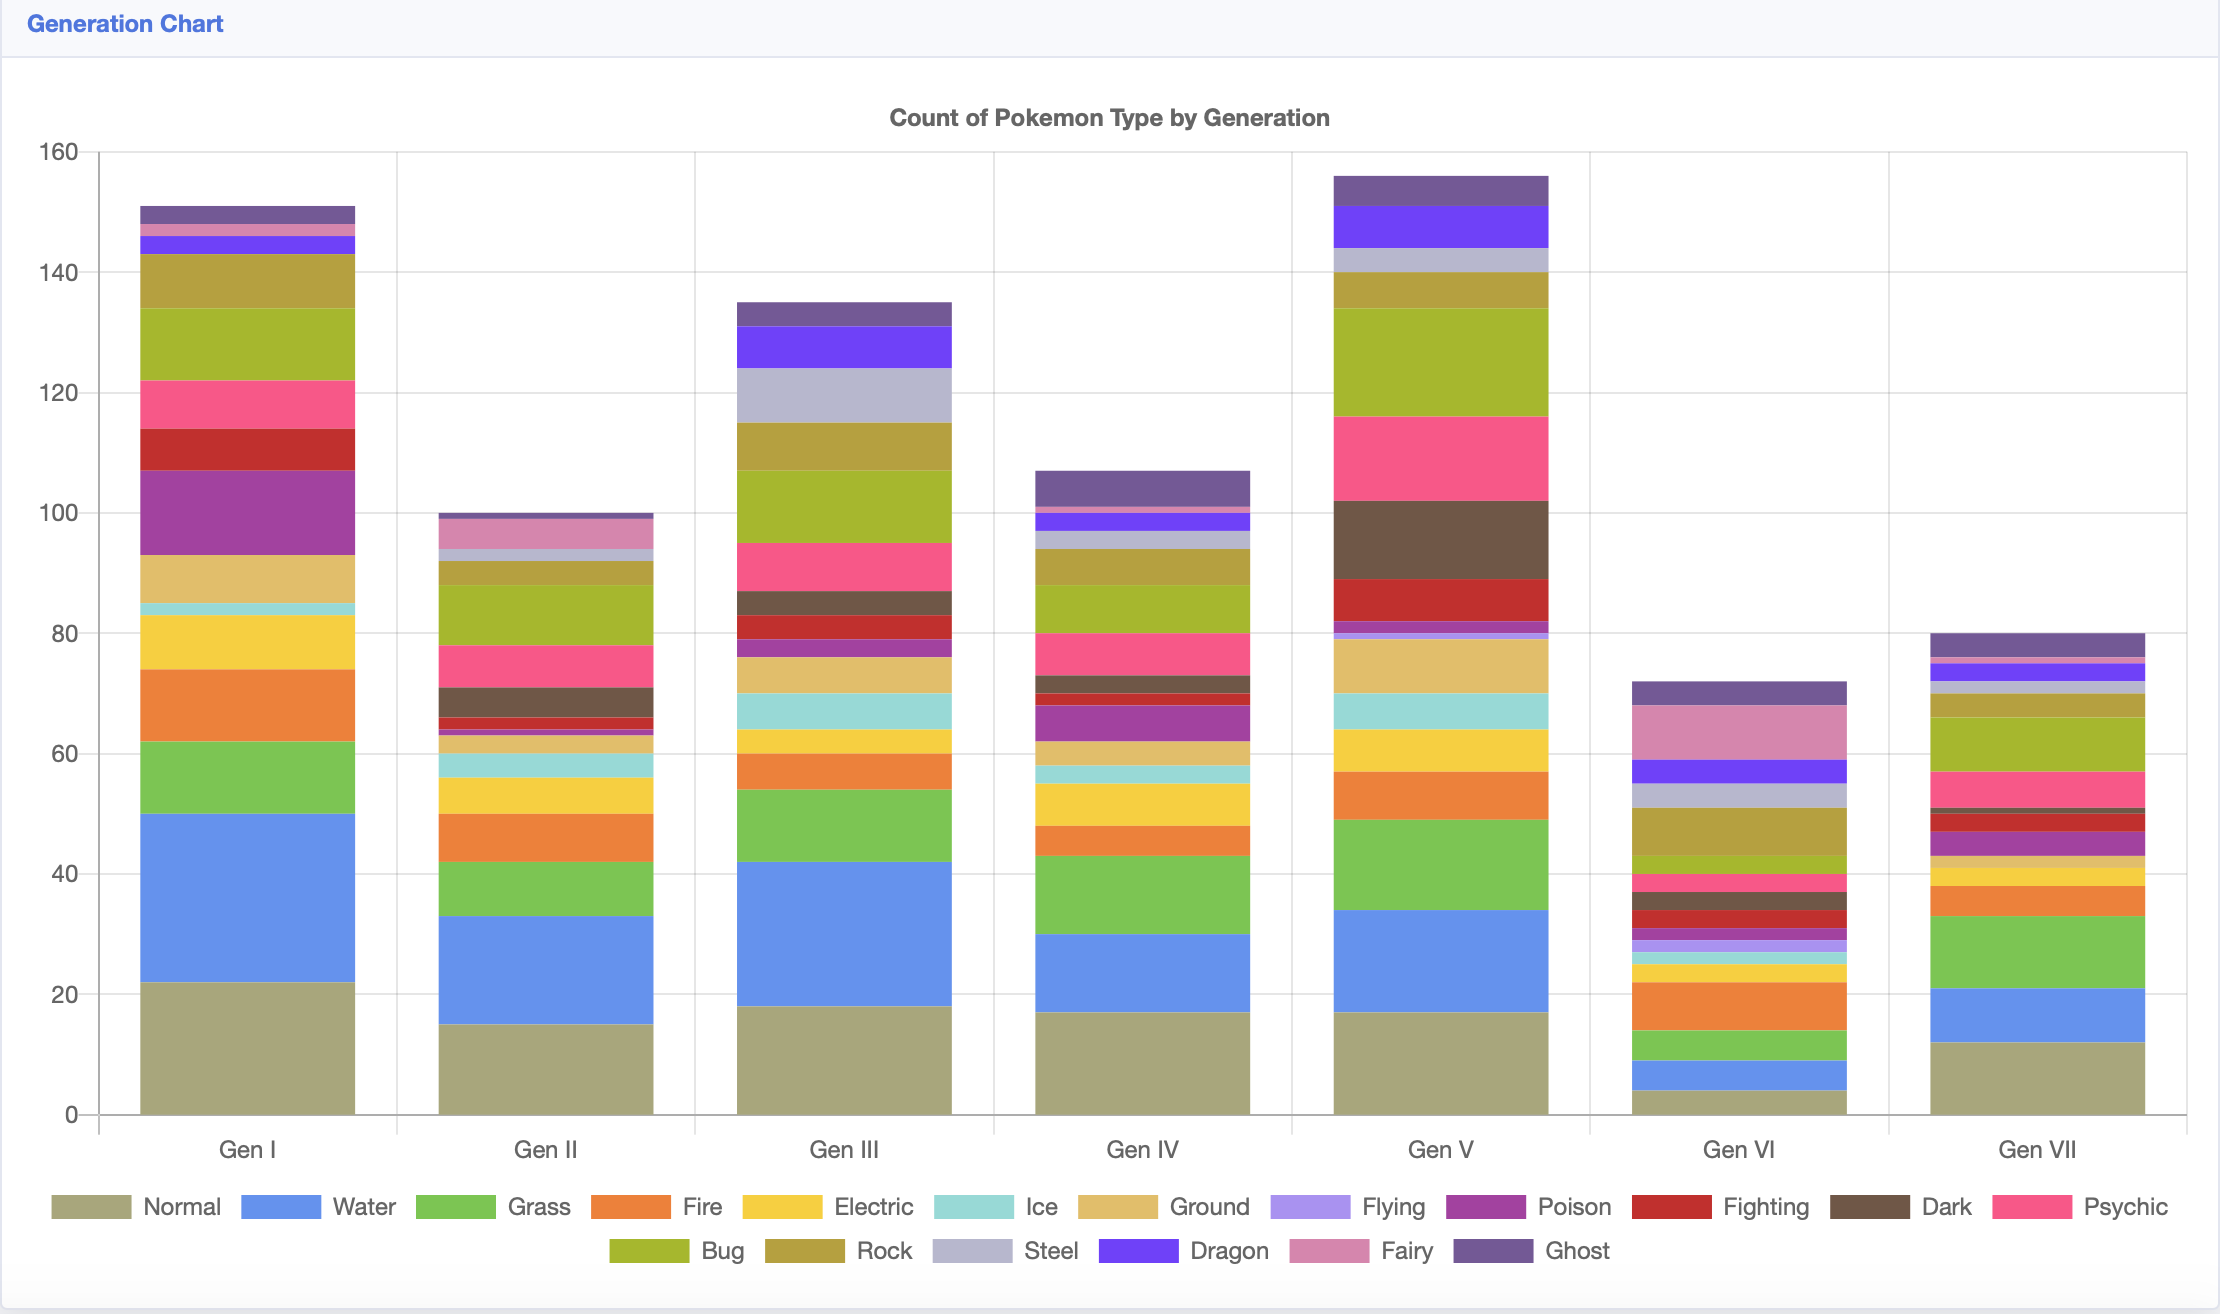 Generation Chart
Count of Pokemon Type by Generation
160
140
120
100
80
60
40
20
0
Gen I Gen II Gen III Gen IV Gen V Gen VI Gen VII
Normal Water Grass Fire Electric Ice Ground Flying Poison Fighting Dark Psychic
Bug Rock Steel Dragon Fairy Ghost